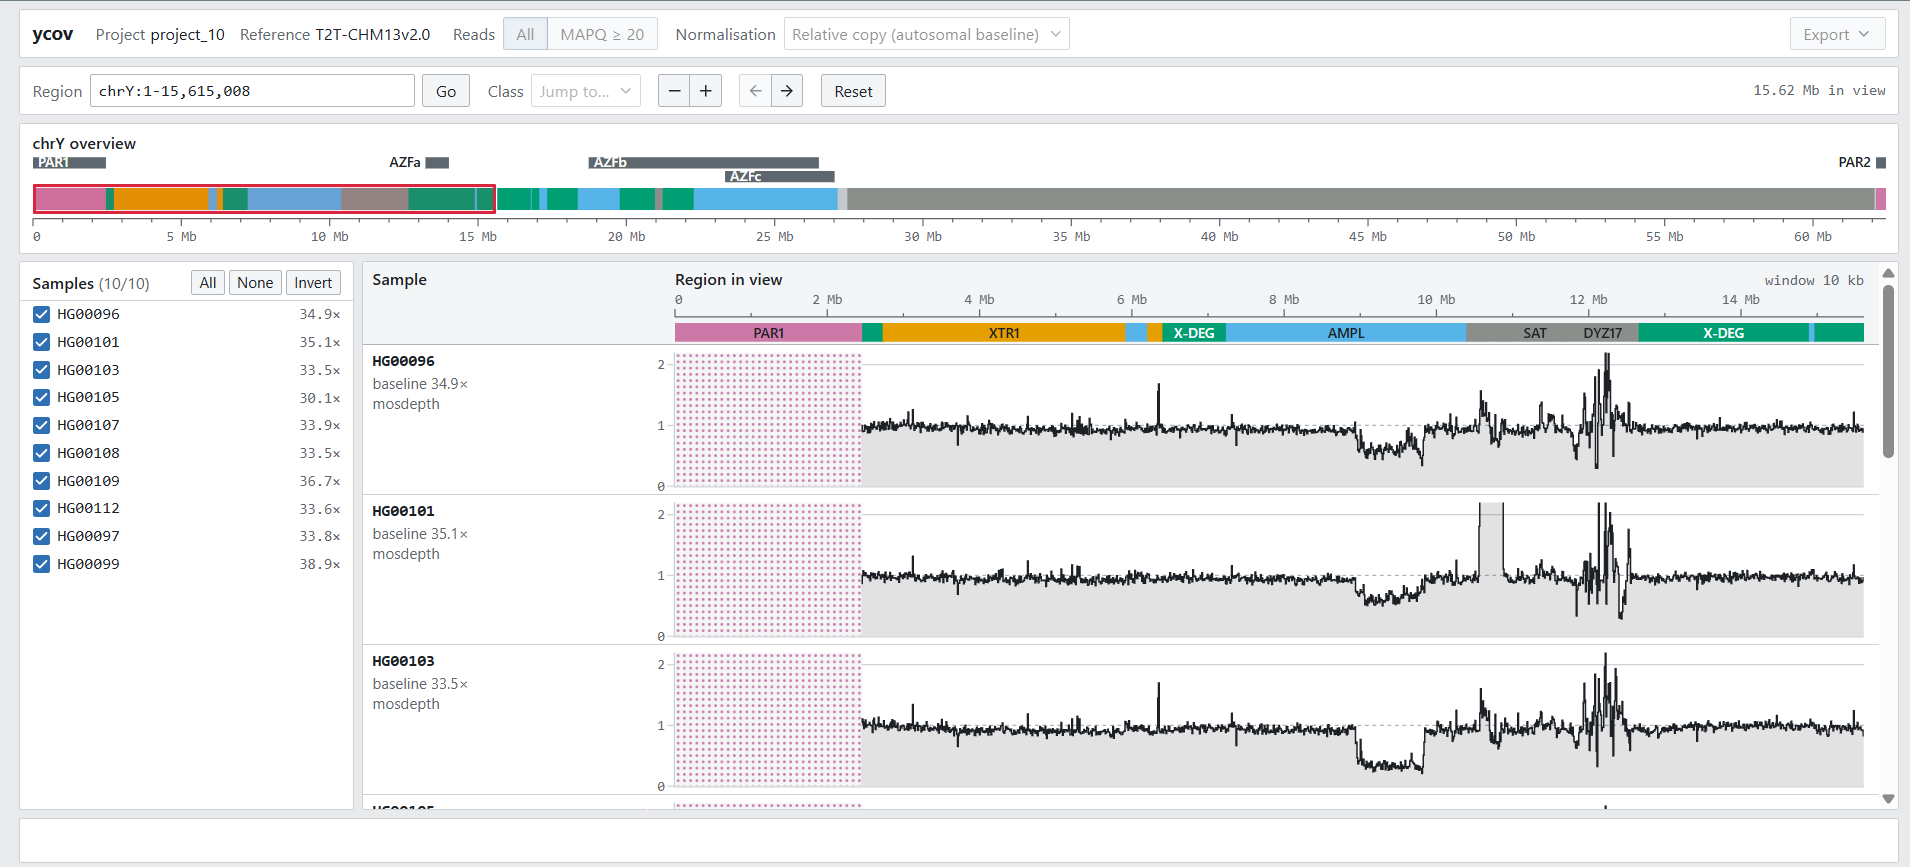 ycov Project project_10 Reference T2T-CHM13v2.0 Reads All MAPQ ≥ 20 Normalisation Relative copy (autosomal baseline) Export
Region chrY:1-15,615,008 Go Class Jump to... − + ← → Reset 15.62 Mb in view
chrY overview
PAR1 AZFa AZFb PAR2
AZFc
0 5 Mb 10 Mb 15 Mb 20 Mb 25 Mb 30 Mb 35 Mb 40 Mb 45 Mb 50 Mb 55 Mb 60 Mb
Samples (10/10) All None Invert
HG00096 34.9×
HG00101 35.1×
HG00103 33.5×
HG00105 30.1×
HG00107 33.9×
HG00108 33.5×
HG00109 36.7×
HG00112 33.6×
HG00097 33.8×
HG00099 38.9×
Sample Region in view window 10 kb
0 2 Mb 4 Mb 6 Mb 8 Mb 10 Mb 12 Mb 14 Mb
PAR1 XTR1 X-DEG AMPL SAT DYZ17 X-DEG
HG00096
baseline 34.9×
mosdepth
2
1
0
HG00101
baseline 35.1×
mosdepth
2
1
0
HG00103
baseline 33.5×
mosdepth
2
1
0
HG00105